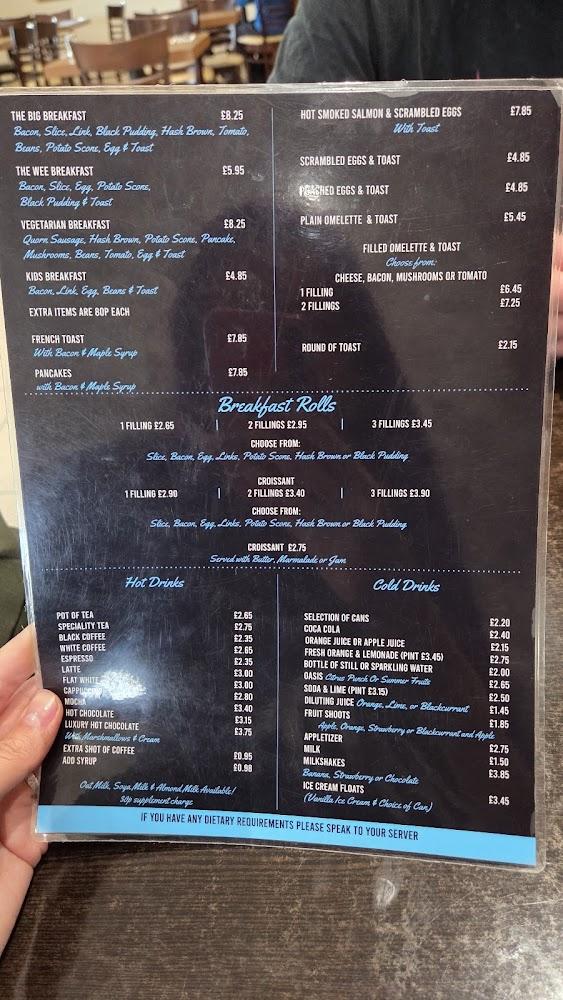 THE BIG BREAKFAST £8.25
Bacon, Slice, Link, Black Pudding, Hash Brown, Tomato,
Beans, Potato Scone, Egg & Toast
THE WEE BREAKFAST £5.95
Bacon, Slice, Egg, Potato Scone,
Black Pudding & Toast
VEGETARIAN BREAKFAST £8.25
Quorn Sausage, Hash Brown, Potato Scone, Pancake,
Mushrooms, Beans, Tomato, Egg & Toast
KIDS BREAKFAST £4.85
Bacon, Link, Egg, Beans & Toast
EXTRA ITEMS ARE 80P EACH
FRENCH TOAST £7.85
With Bacon & Maple Syrup
PANCAKES £7.85
with Bacon & Maple Syrup
HOT SMOKED SALMON & SCRAMBLED EGGS £7.85
With Toast
SCRAMBLED EGGS & TOAST £4.85
POACHED EGGS & TOAST £4.85
PLAIN OMELETTE & TOAST £5.45
FILLED OMELETTE & TOAST
Choose from:
CHEESE, BACON, MUSHROOMS OR TOMATO
1 FILLING £6.45
2 FILLINGS £7.25
ROUND OF TOAST £2.15
Breakfast Rolls
1 FILLING £2.65 | 2 FILLINGS £2.95 | 3 FILLINGS £3.45
CHOOSE FROM:
Slice, Bacon, Egg, Links, Potato Scone, Hash Brown or Black Pudding
CROISSANT
1 FILLING £2.90 | 2 FILLINGS £3.40 | 3 FILLINGS £3.90
CHOOSE FROM:
Slice, Bacon, Egg, Links, Potato Scone, Hash Brown or Black Pudding
CROISSANT £2.75
Served with Butter, Marmalade or Jam
Hot Drinks
POT OF TEA £2.65
SPECIALITY TEA £2.75
BLACK COFFEE £2.35
WHITE COFFEE £2.65
ESPRESSO £2.35
LATTE £3.00
FLAT WHITE £3.00
CAPPUCCINO £2.80
MOCHA £3.40
HOT CHOCOLATE £3.15
LUXURY HOT CHOCOLATE £3.75
With Marshmallows & Cream
EXTRA SHOT OF COFFEE £0.95
ADD SYRUP £0.90
Oat Milk, Soya Milk & Almond Milk Available!
30p supplement charge
Cold Drinks
SELECTION OF CANS £2.20
COCA COLA £2.40
ORANGE JUICE OR APPLE JUICE £2.15
FRESH ORANGE & LEMONADE (PINT £3.45) £2.75
BOTTLE OF STILL OR SPARKLING WATER £2.00
OASIS Citrus Punch Or Summer Fruits £2.65
SODA & LIME (PINT £3.15) £2.50
DILUTING JUICE Orange, Lime, or Blackcurrant £1.45
FRUIT SHOOTS £1.85
Apple, Orange, Strawberry or Blackcurrant and Apple
APPLETIZER £2.75
MILK £1.50
MILKSHAKES £3.85
Banana, Strawberry or Chocolate
ICE CREAM FLOATS £3.45
(Vanilla Ice Cream & Choice of Can)
IF YOU HAVE ANY DIETARY REQUIREMENTS PLEASE SPEAK TO YOUR SERVER